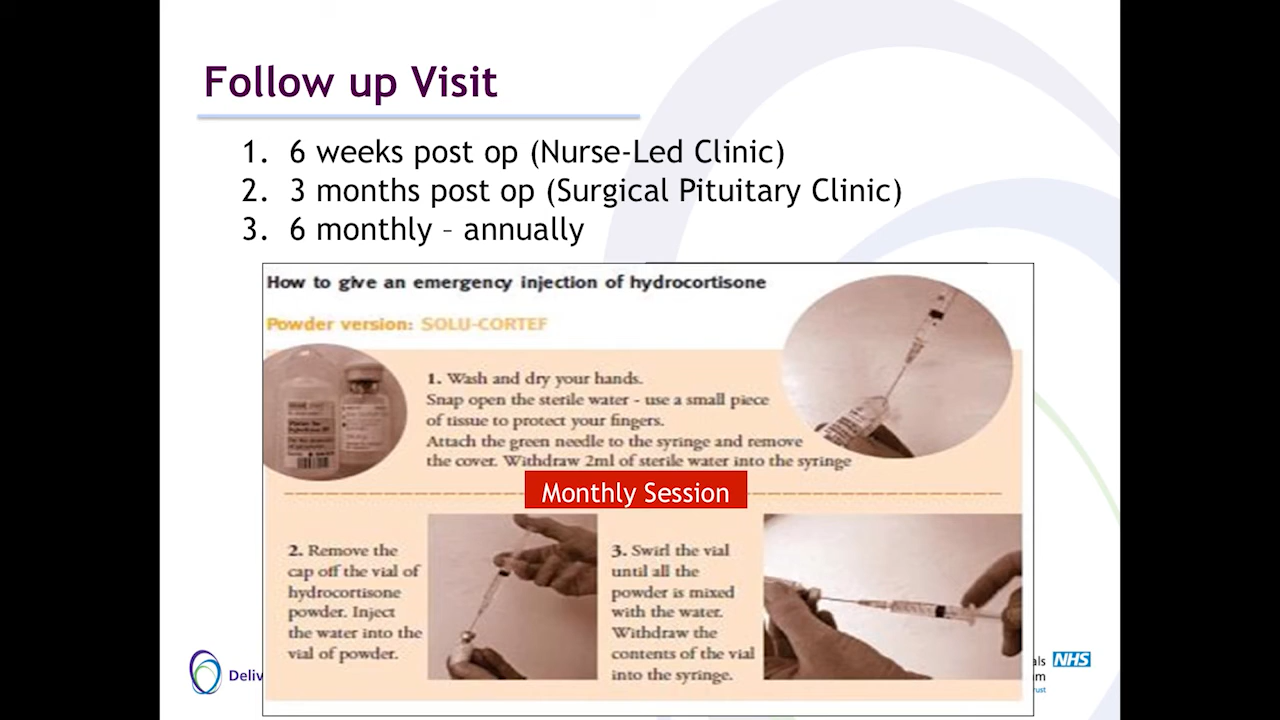 Follow up Visit
1. 6 weeks post op (Nurse-Led Clinic)
2. 3 months post op (Surgical Pituitary Clinic)
3. 6 monthly – annually
How to give an emergency injection of hydrocortisone
Powder version: SOLU-CORTEF
1. Wash and dry your hands.
Snap open the sterile water - use a small piece
of tissue to protect your fingers.
Attach the green needle to the syringe and remove
the cover. Withdraw 2ml of sterile water into the syringe
Monthly Session
2. Remove the
cap off the vial of
hydrocortisone
powder. Inject
the water into the
vial of powder.
3. Swirl the vial
until all the
powder is mixed
with the water.
Withdraw the
contents of the vial
into the syringe.
Deliv
als NHS
am
rust